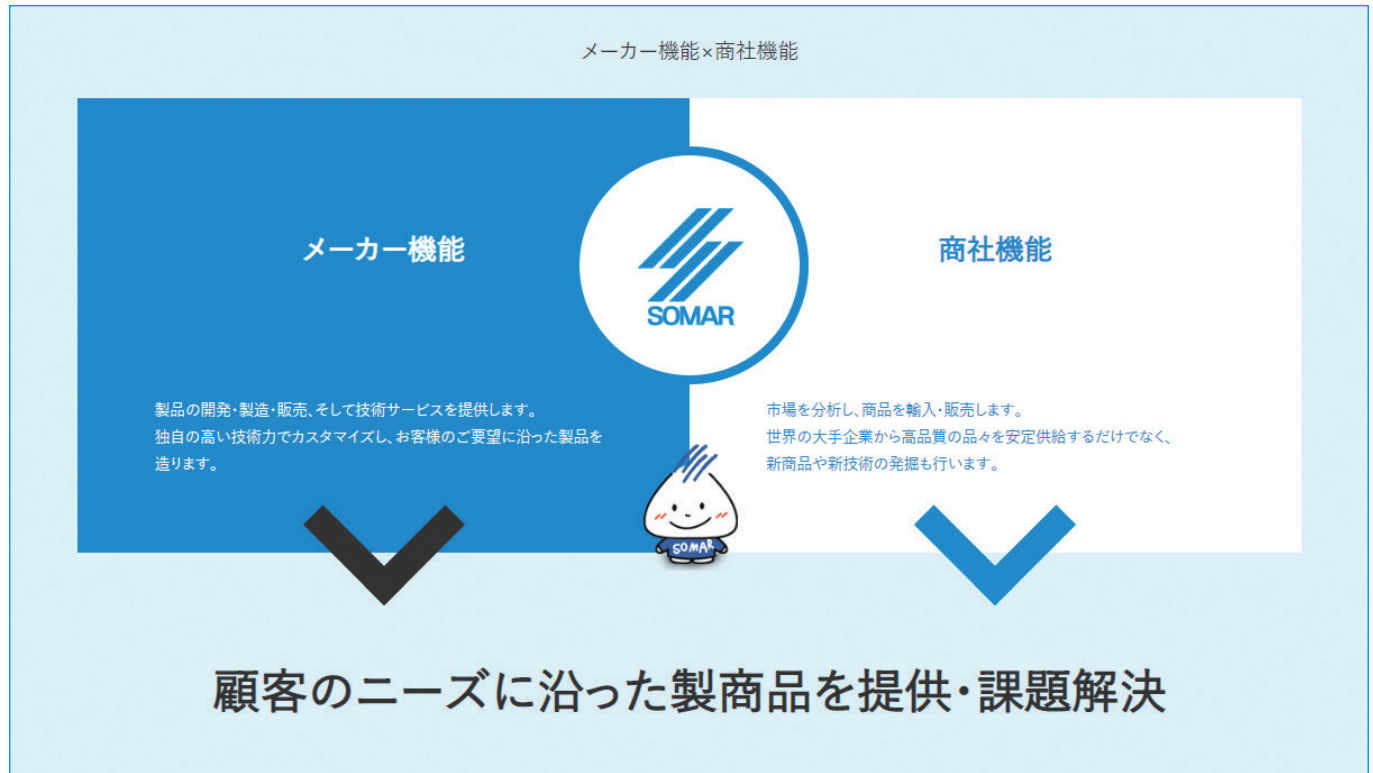 メーカー機能×商社機能
メーカー機能
SOMAR
商社機能
製品の開発・製造・販売、そして技術サービスを提供します。
独自の高い技術力でカスタマイズし、お客様のご要望に沿った製品を
造ります。
市場を分析し、商品を輸入・販売します。
世界の大手企業から高品質の品々を安定供給するだけでなく、
新商品や新技術の発掘も行います。
SOMAR
顧客のニーズに沿った製商品を提供・課題解決